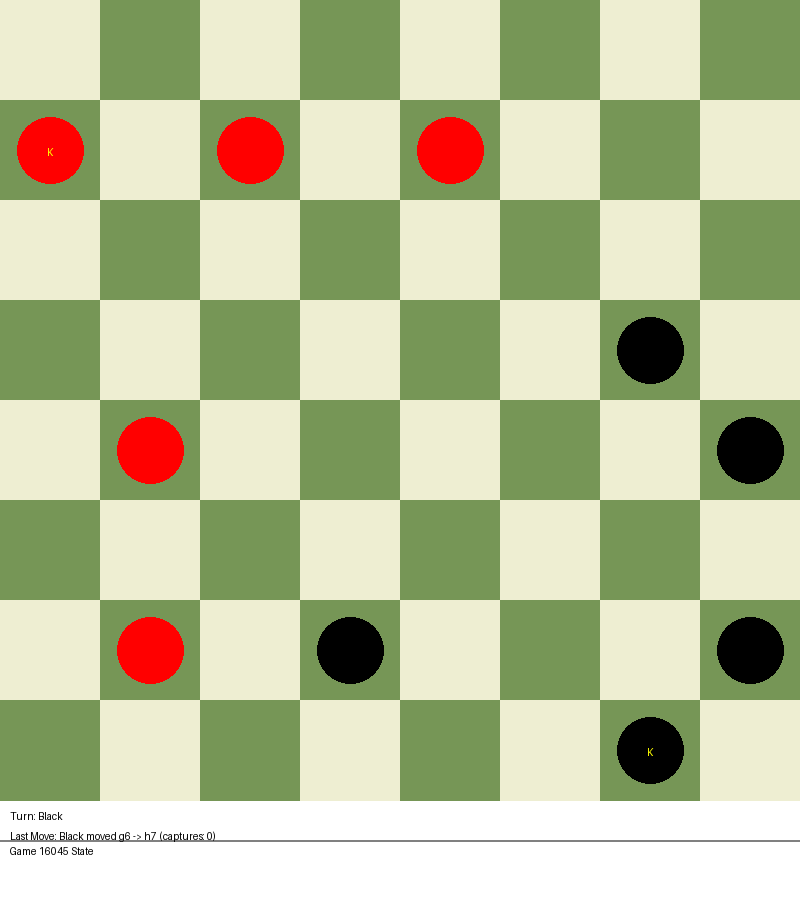 K
K
Turn: Black
Last Move: Black moved g6 -> h7 (captures: 0)
Game 16045 State